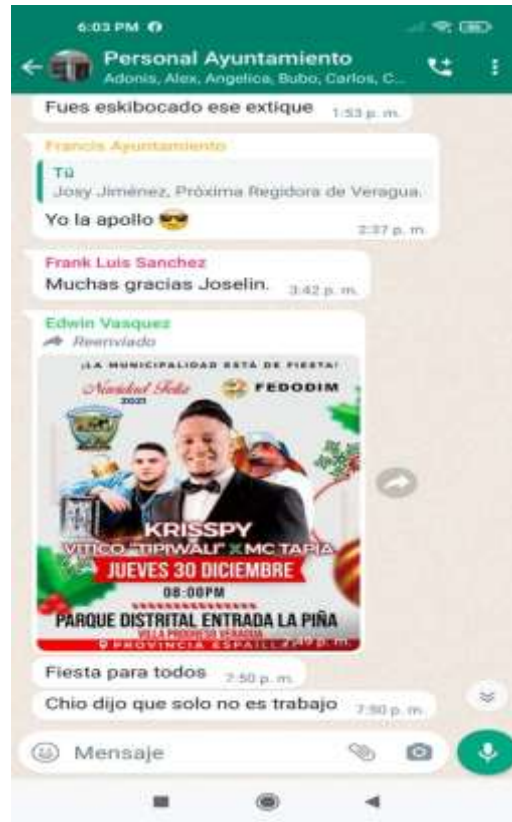 6:03 PM
Personal Ayuntamiento
Adonis, Alex, Angelica, Bubo, Carlos, C...
Fues eskibocado ese extique 1:53 p. m.
Francis Ayuntamiento
Tú
Josy Jiménez, Próxima Regidora de Veragua.
Yo la apollo 😎
2:37 p. m.
Frank Luis Sanchez
Muchas gracias Joselin. 3:42 p. m.
Edwin Vasquez
Reenviado
¡LA MUNICIPALIDAD ESTÁ DE FIESTA!
Navidad Feliz
2021
FEDODIM
KRISSPY
VITICO "TIPIWALI" X MC TAPIA
JUEVES 30 DICIEMBRE
08:00PM
PARQUE DISTRITAL ENTRADA LA PIÑA
VILLA PROGRESO VERAGUA
PROVINCIA ESPAILL
p. m.
Fiesta para todos 7:50 p. m.
Chio dijo que solo no es trabajo 7:50 p. m.
Mensaje